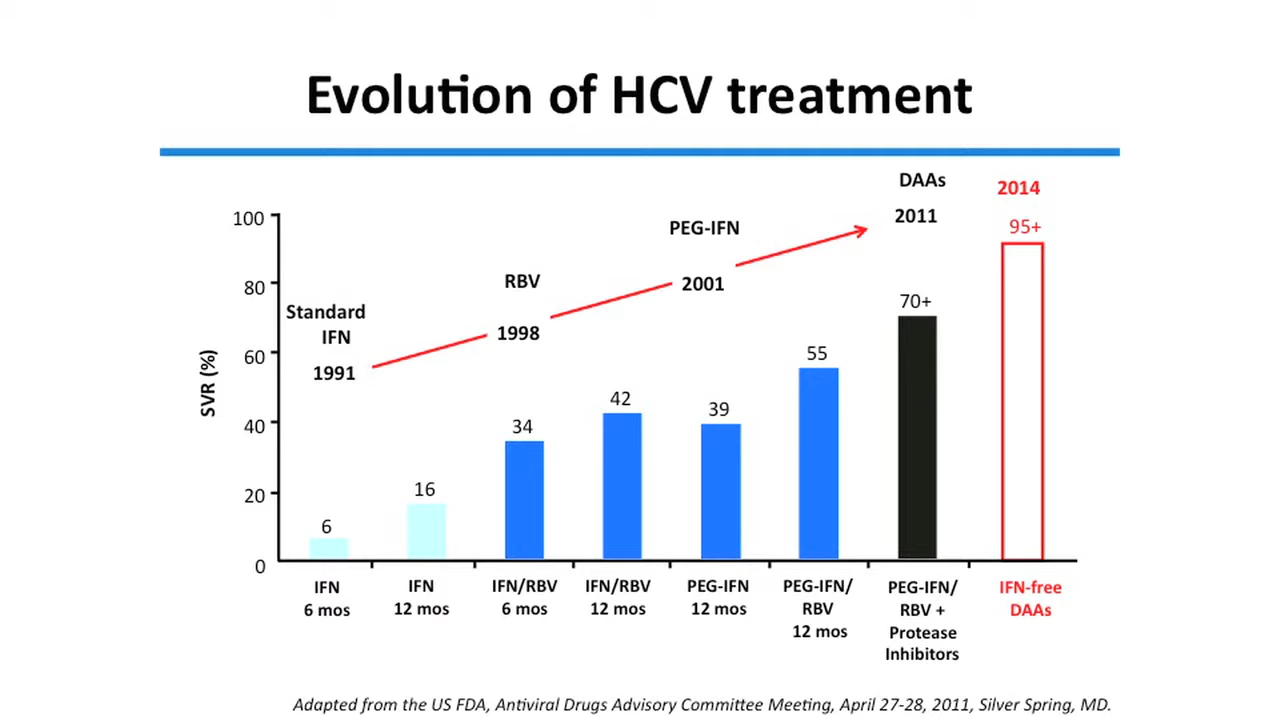 Evolution of HCV treatment
DAAs
2014
2011
95+
PEG-IFN
2001
RBV
1998
Standard
IFN
1991
SVR (%)
100
80
60
40
20
0
6
16
34
42
39
55
70+
IFN
6 mos
IFN
12 mos
IFN/RBV
6 mos
IFN/RBV
12 mos
PEG-IFN
12 mos
PEG-IFN/
RBV
12 mos
PEG-IFN/
RBV +
Protease
Inhibitors
IFN-free
DAAs
Adapted from the US FDA, Antiviral Drugs Advisory Committee Meeting, April 27-28, 2011, Silver Spring, MD.